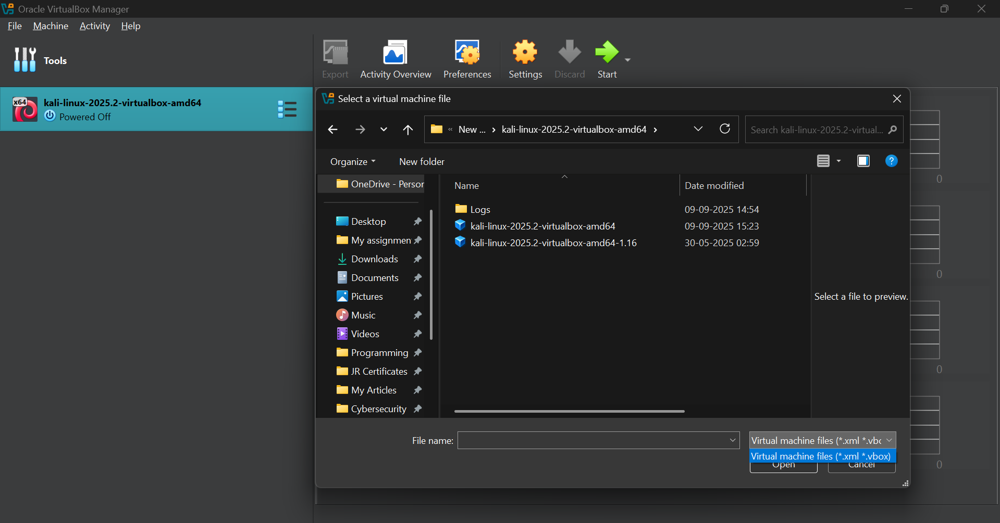 Oracle VirtualBox Manager
File Machine Activity Help
Tools
Export Activity Overview Preferences Settings Discard Start
x64 kali-linux-2025.2-virtualbox-amd64
Powered Off
Select a virtual machine file
« New ... › kali-linux-2025.2-virtualbox-amd64 › Search kali-linux-2025.2-virtual...
Organize New folder ?
OneDrive - Person
Name Date modified
Logs 09-09-2025 14:54
kali-linux-2025.2-virtualbox-amd64 09-09-2025 15:23
kali-linux-2025.2-virtualbox-amd64-1.16 30-05-2025 02:59
Desktop
My assignmen
Downloads
Documents
Pictures
Music
Videos
Programming
JR Certificates
My Articles
Cybersecurity
Select a file to preview.
File name: Virtual machine files (*.xml *.vbo
Virtual machine files (*.xml *.vbox)
Open Cancel
0
0
0
0